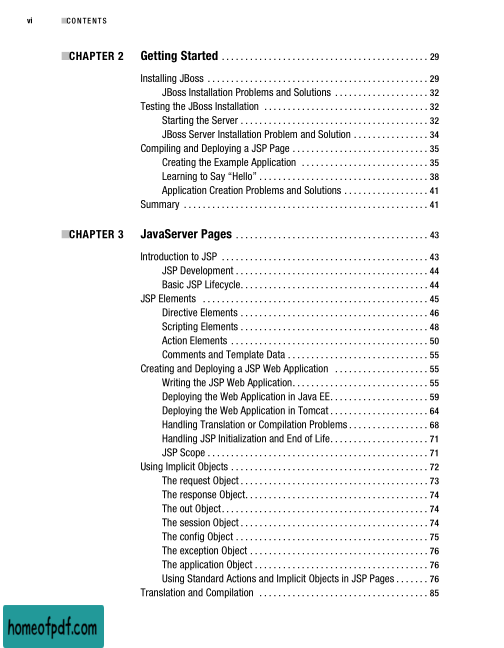 vi ■CONTENTS
■CHAPTER 2 Getting Started . . . . . . . . . . . . . . . . . . . . . . . . . . . . . . . . . . . . . . . . . . . . 29
Installing JBoss . . . . . . . . . . . . . . . . . . . . . . . . . . . . . . . . . . . . . . . . . . . . . . . 29
JBoss Installation Problems and Solutions . . . . . . . . . . . . . . . . . . . . 32
Testing the JBoss Installation . . . . . . . . . . . . . . . . . . . . . . . . . . . . . . . . . . . 32
Starting the Server . . . . . . . . . . . . . . . . . . . . . . . . . . . . . . . . . . . . . . . . 32
JBoss Server Installation Problem and Solution . . . . . . . . . . . . . . . . 34
Compiling and Deploying a JSP Page . . . . . . . . . . . . . . . . . . . . . . . . . . . . . 35
Creating the Example Application . . . . . . . . . . . . . . . . . . . . . . . . . . . 35
Learning to Say “Hello” . . . . . . . . . . . . . . . . . . . . . . . . . . . . . . . . . . . . 38
Application Creation Problems and Solutions . . . . . . . . . . . . . . . . . . 41
Summary . . . . . . . . . . . . . . . . . . . . . . . . . . . . . . . . . . . . . . . . . . . . . . . . . . . . 41
■CHAPTER 3 JavaServer Pages . . . . . . . . . . . . . . . . . . . . . . . . . . . . . . . . . . . . . . . . . 43
Introduction to JSP . . . . . . . . . . . . . . . . . . . . . . . . . . . . . . . . . . . . . . . . . . . . 43
JSP Development . . . . . . . . . . . . . . . . . . . . . . . . . . . . . . . . . . . . . . . . . 44
Basic JSP Lifecycle. . . . . . . . . . . . . . . . . . . . . . . . . . . . . . . . . . . . . . . . 44
JSP Elements . . . . . . . . . . . . . . . . . . . . . . . . . . . . . . . . . . . . . . . . . . . . . . . . 45
Directive Elements . . . . . . . . . . . . . . . . . . . . . . . . . . . . . . . . . . . . . . . . 46
Scripting Elements . . . . . . . . . . . . . . . . . . . . . . . . . . . . . . . . . . . . . . . . 48
Action Elements . . . . . . . . . . . . . . . . . . . . . . . . . . . . . . . . . . . . . . . . . . 50
Comments and Template Data . . . . . . . . . . . . . . . . . . . . . . . . . . . . . . 55
Creating and Deploying a JSP Web Application . . . . . . . . . . . . . . . . . . . . 55
Writing the JSP Web Application. . . . . . . . . . . . . . . . . . . . . . . . . . . . . 55
Deploying the Web Application in Java EE. . . . . . . . . . . . . . . . . . . . . 59
Deploying the Web Application in Tomcat . . . . . . . . . . . . . . . . . . . . . 64
Handling Translation or Compilation Problems . . . . . . . . . . . . . . . . . 68
Handling JSP Initialization and End of Life. . . . . . . . . . . . . . . . . . . . . 71
JSP Scope . . . . . . . . . . . . . . . . . . . . . . . . . . . . . . . . . . . . . . . . . . . . . . . 71
Using Implicit Objects . . . . . . . . . . . . . . . . . . . . . . . . . . . . . . . . . . . . . . . . . . 72
The request Object . . . . . . . . . . . . . . . . . . . . . . . . . . . . . . . . . . . . . . . . 73
The response Object. . . . . . . . . . . . . . . . . . . . . . . . . . . . . . . . . . . . . . . 74
The out Object . . . . . . . . . . . . . . . . . . . . . . . . . . . . . . . . . . . . . . . . . . . . 74
The session Object . . . . . . . . . . . . . . . . . . . . . . . . . . . . . . . . . . . . . . . . 74
The config Object . . . . . . . . . . . . . . . . . . . . . . . . . . . . . . . . . . . . . . . . . 75
The exception Object . . . . . . . . . . . . . . . . . . . . . . . . . . . . . . . . . . . . . . 76
The application Object . . . . . . . . . . . . . . . . . . . . . . . . . . . . . . . . . . . . . 76
Using Standard Actions and Implicit Objects in JSP Pages . . . . . . . 76
Translation and Compilation . . . . . . . . . . . . . . . . . . . . . . . . . . . . . . . . . . . . 85
homeofpdf.com